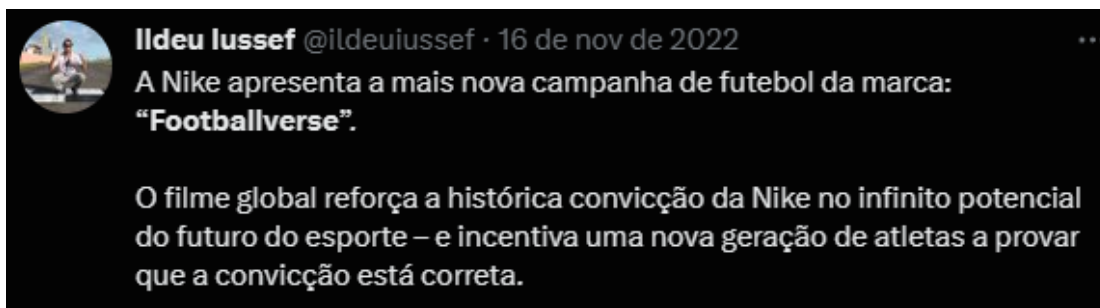 Ildeu Iussef @ildeuiussef · 16 de nov de 2022
A Nike apresenta a mais nova campanha de futebol da marca:
“Footballverse”.
O filme global reforça a histórica convicção da Nike no infinito potencial
do futuro do esporte – e incentiva uma nova geração de atletas a provar
que a convicção está correta.